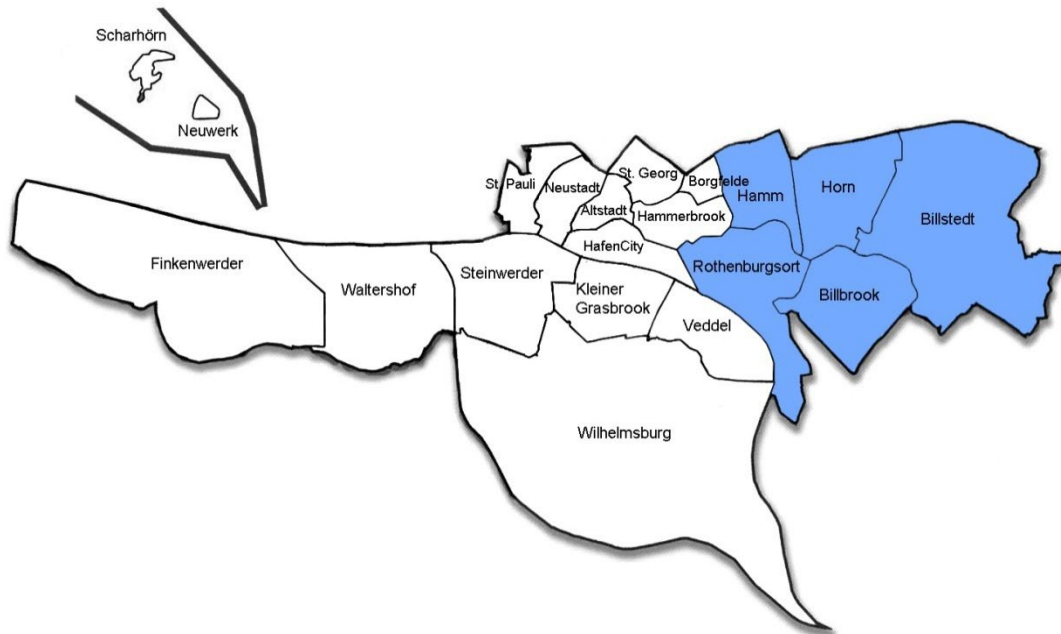 Scharhörn
Neuwerk
St. Pauli
Neustadt
St. Georg
Borgfelde
Altstadt
Hammerbrook
HafenCity
Hamm
Horn
Billstedt
Rothenburgsort
Billbrook
Finkenwerder
Waltershof
Steinwerder
Kleiner
Grasbrook
Veddel
Wilhelmsburg